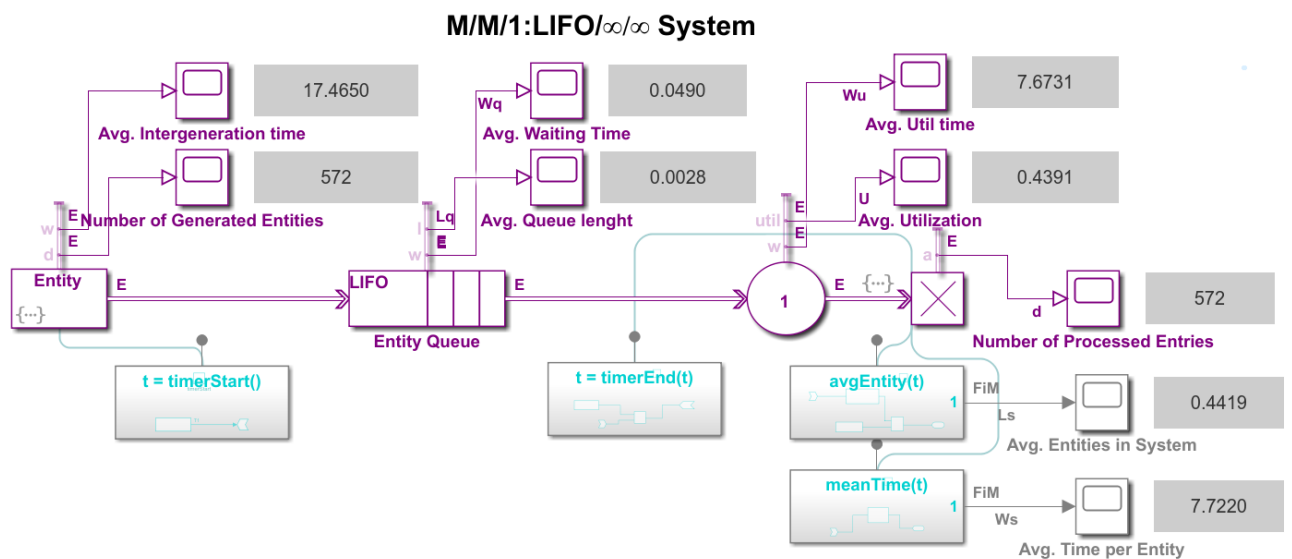 M/M/1:LIFO/∞/∞ System
17.4650
Avg. Intergeneration time
572
Number of Generated Entities
w
E
d
E
Entity
{···}
E
t = timerStart()
Wq
0.0490
Avg. Waiting Time
0.0028
Avg. Queue lenght
Lq
l
E
w
LIFO
Entity Queue
E
t = timerEnd(t)
Wu
7.6731
Avg. Util time
0.4391
U
Avg. Utilization
E
util
E
w
1
E
{···}
E
a
d
572
Number of Processed Entries
avgEntity(t)
1
FiM
Ls
0.4419
Avg. Entities in System
meanTime(t)
1
FiM
Ws
7.7220
Avg. Time per Entity